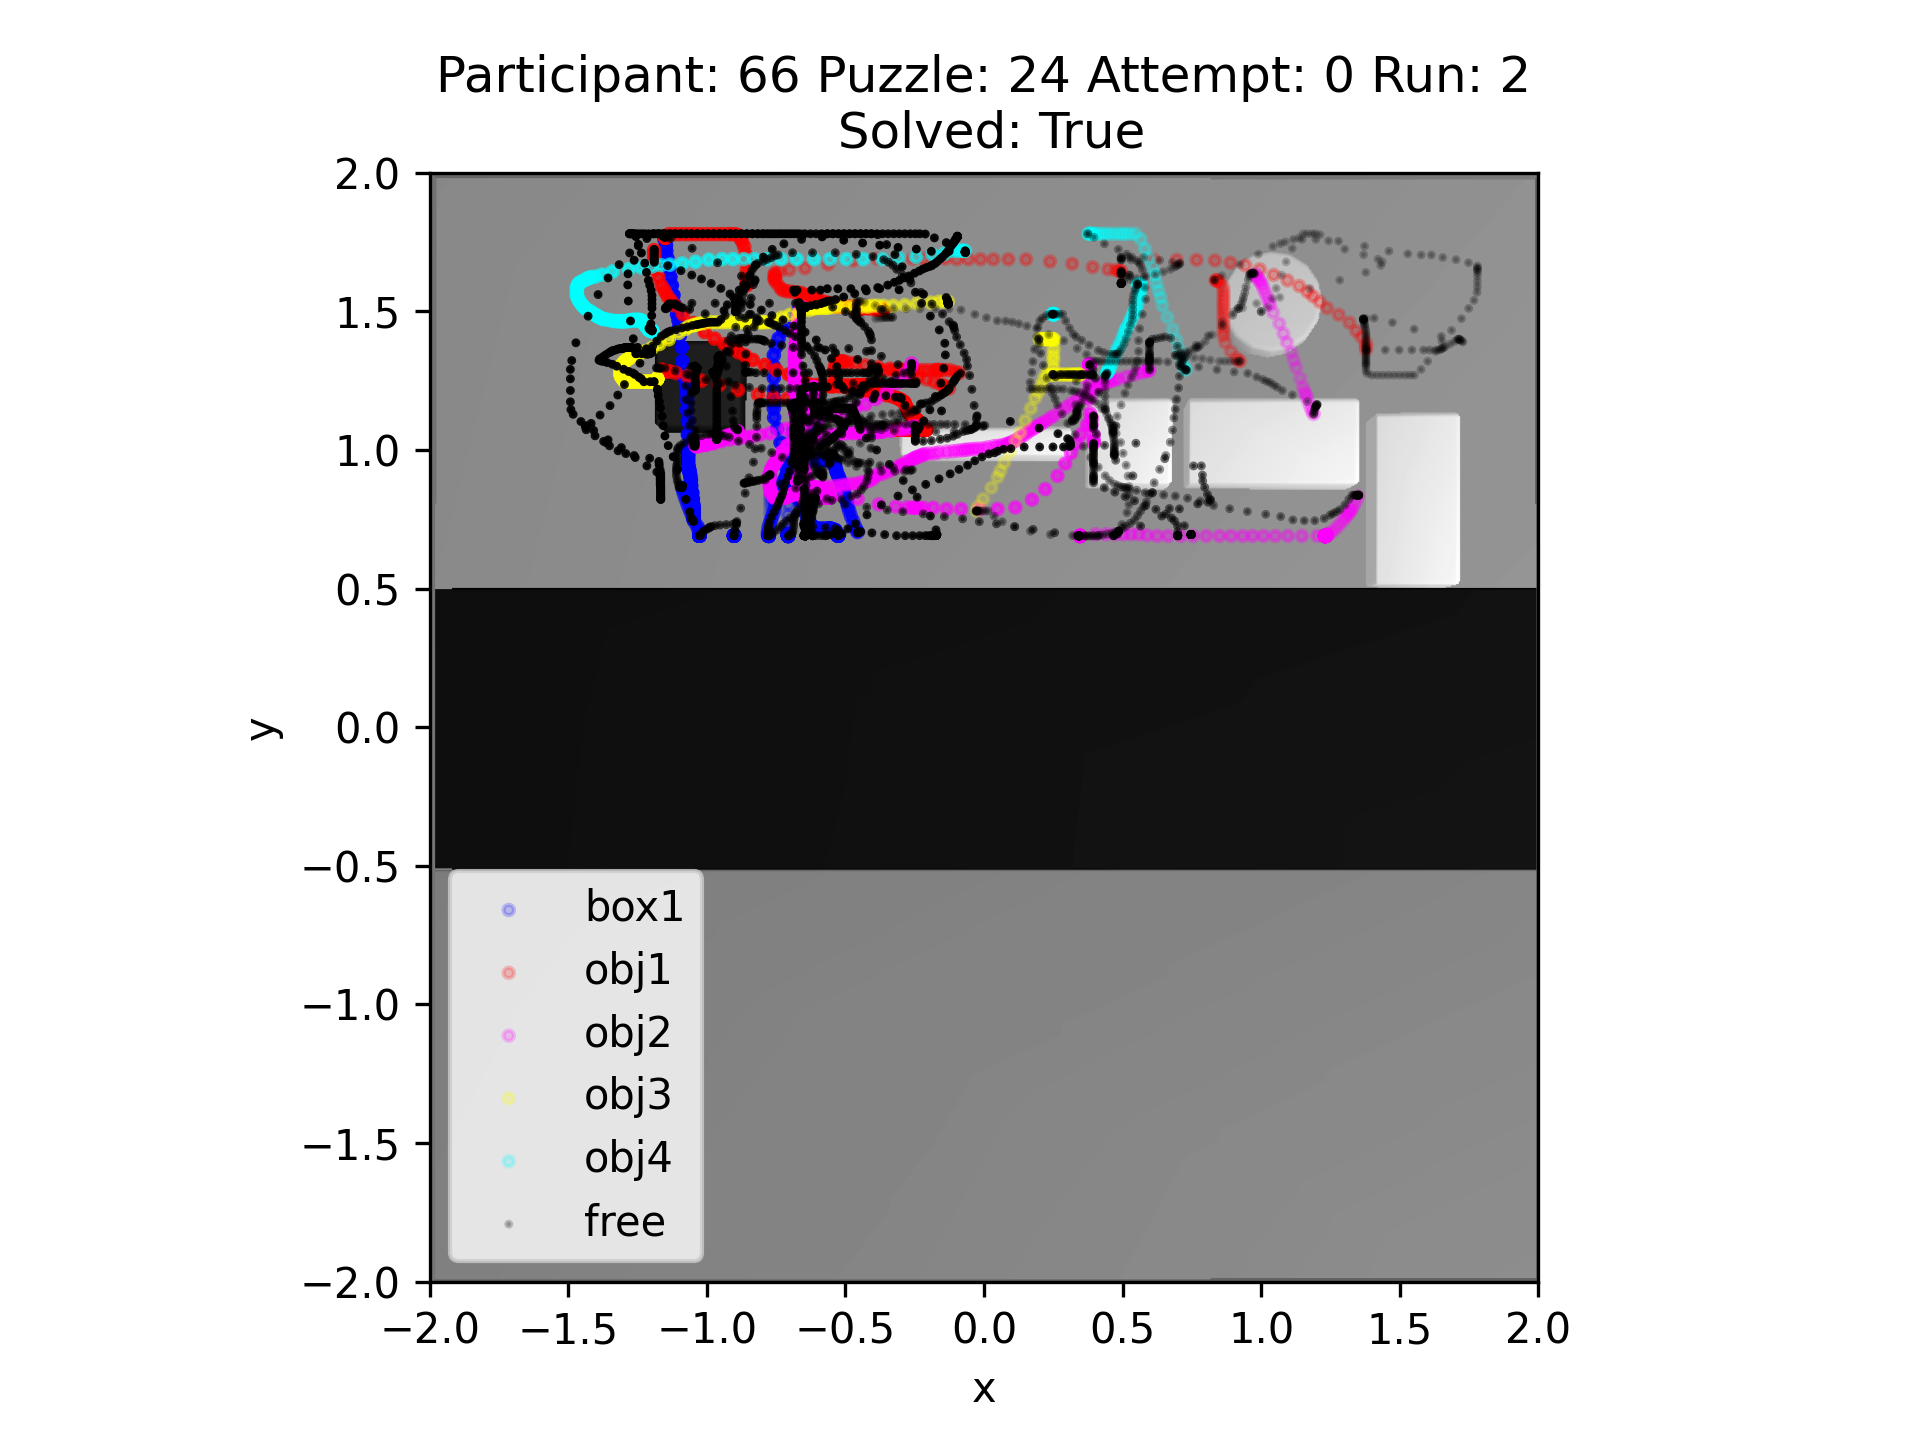 Participant: 66 Puzzle: 24 Attempt: 0 Run: 2
Solved: True
2.0
1.5
1.0
0.5
0.0
−0.5
−1.0
−1.5
−2.0
y
box1
obj1
obj2
obj3
obj4
free
−2.0 −1.5 −1.0 −0.5 0.0 0.5 1.0 1.5 2.0
x